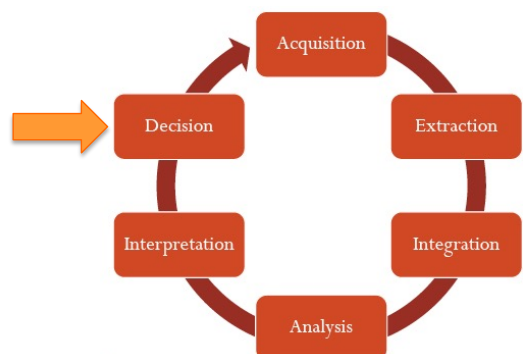 Acquisition
Decision
Extraction
Interpretation
Integration
Analysis